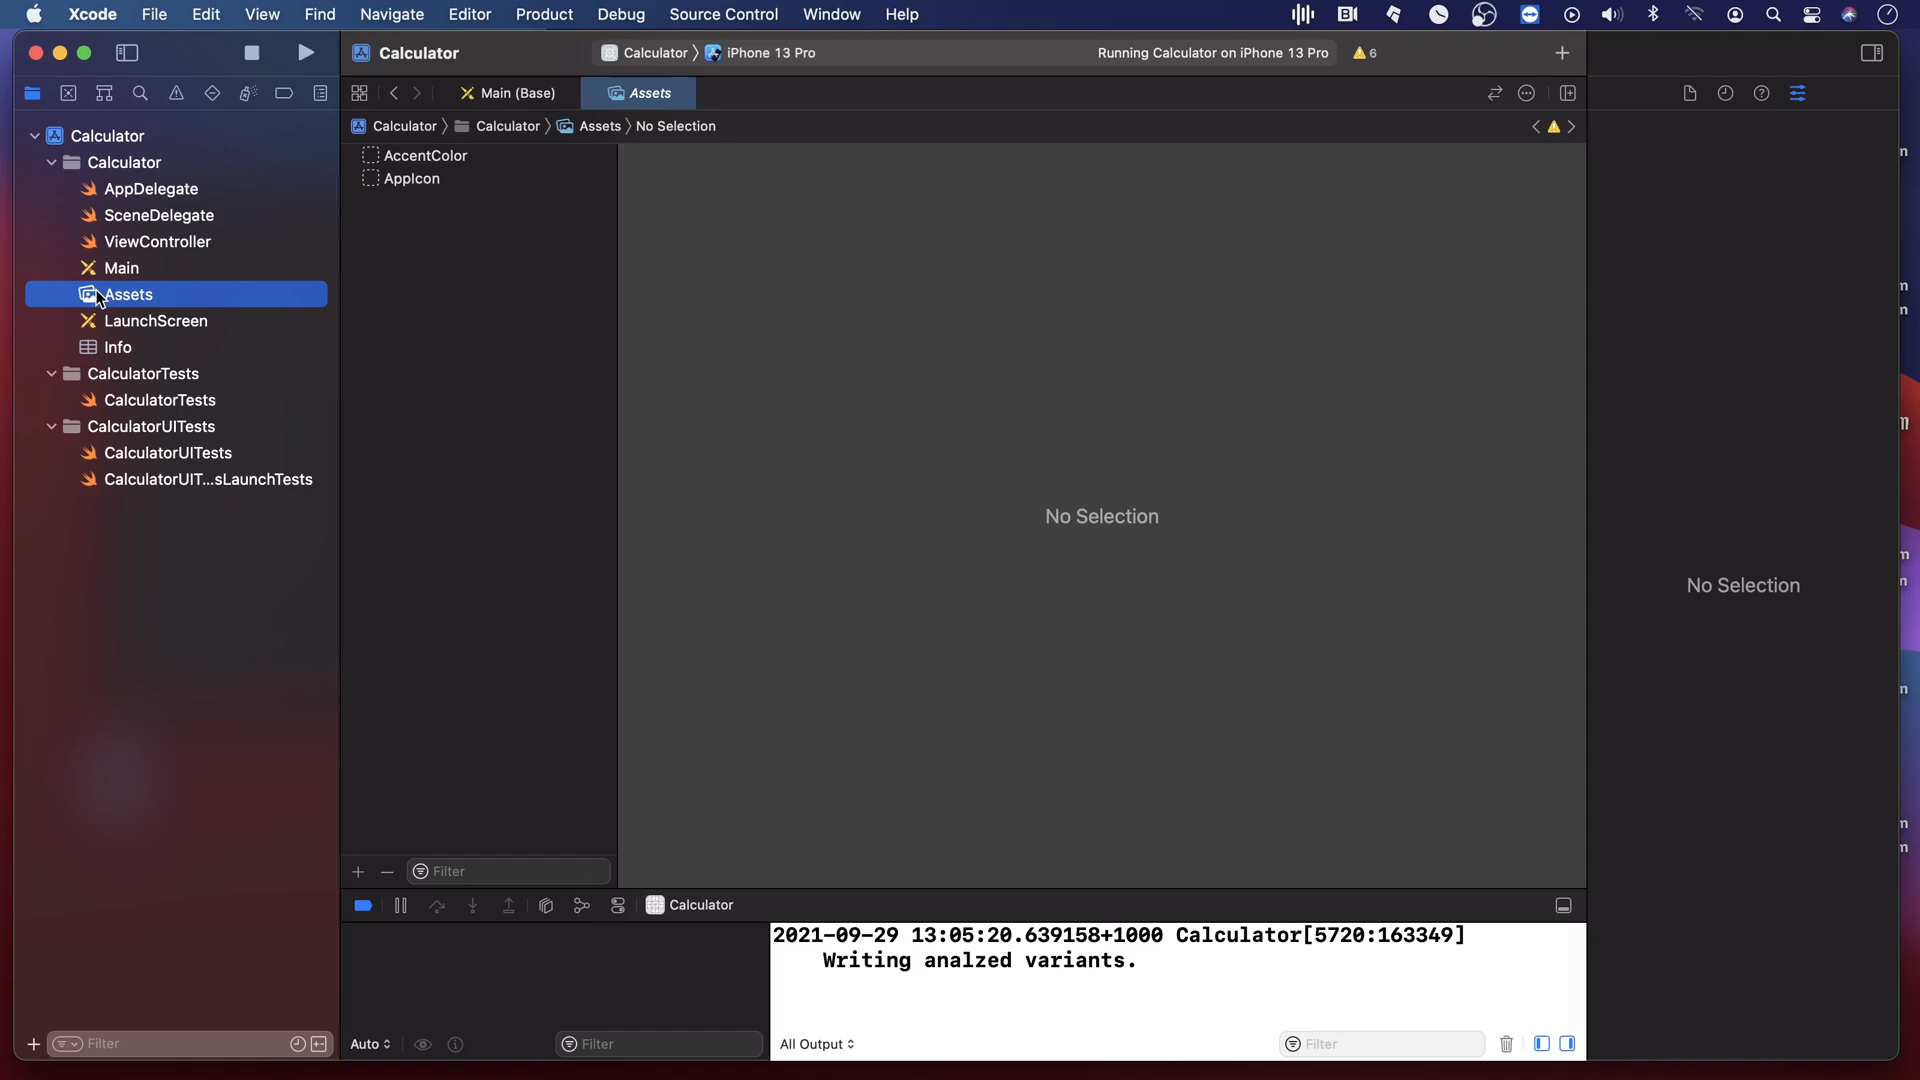 Xcode File Edit View Find Navigate Editor Product Debug Source Control Window Help
Calculator
Calculator iPhone 13 Pro
Running Calculator on iPhone 13 Pro
6
Main (Base)
Assets
Calculator Calculator Assets No Selection
Calculator
Calculator
AppDelegate
SceneDelegate
ViewController
Main
Assets
LaunchScreen
Info
CalculatorTests
CalculatorTests
CalculatorUITests
CalculatorUITests
CalculatorUIT...sLaunchTests
Filter
AccentColor
AppIcon
No Selection
Filter
No Selection
Calculator
2021-09-29 13:05:20.639158+1000 Calculator[5720:163349]
Writing analzed variants.
Auto
Filter
All Output
Filter